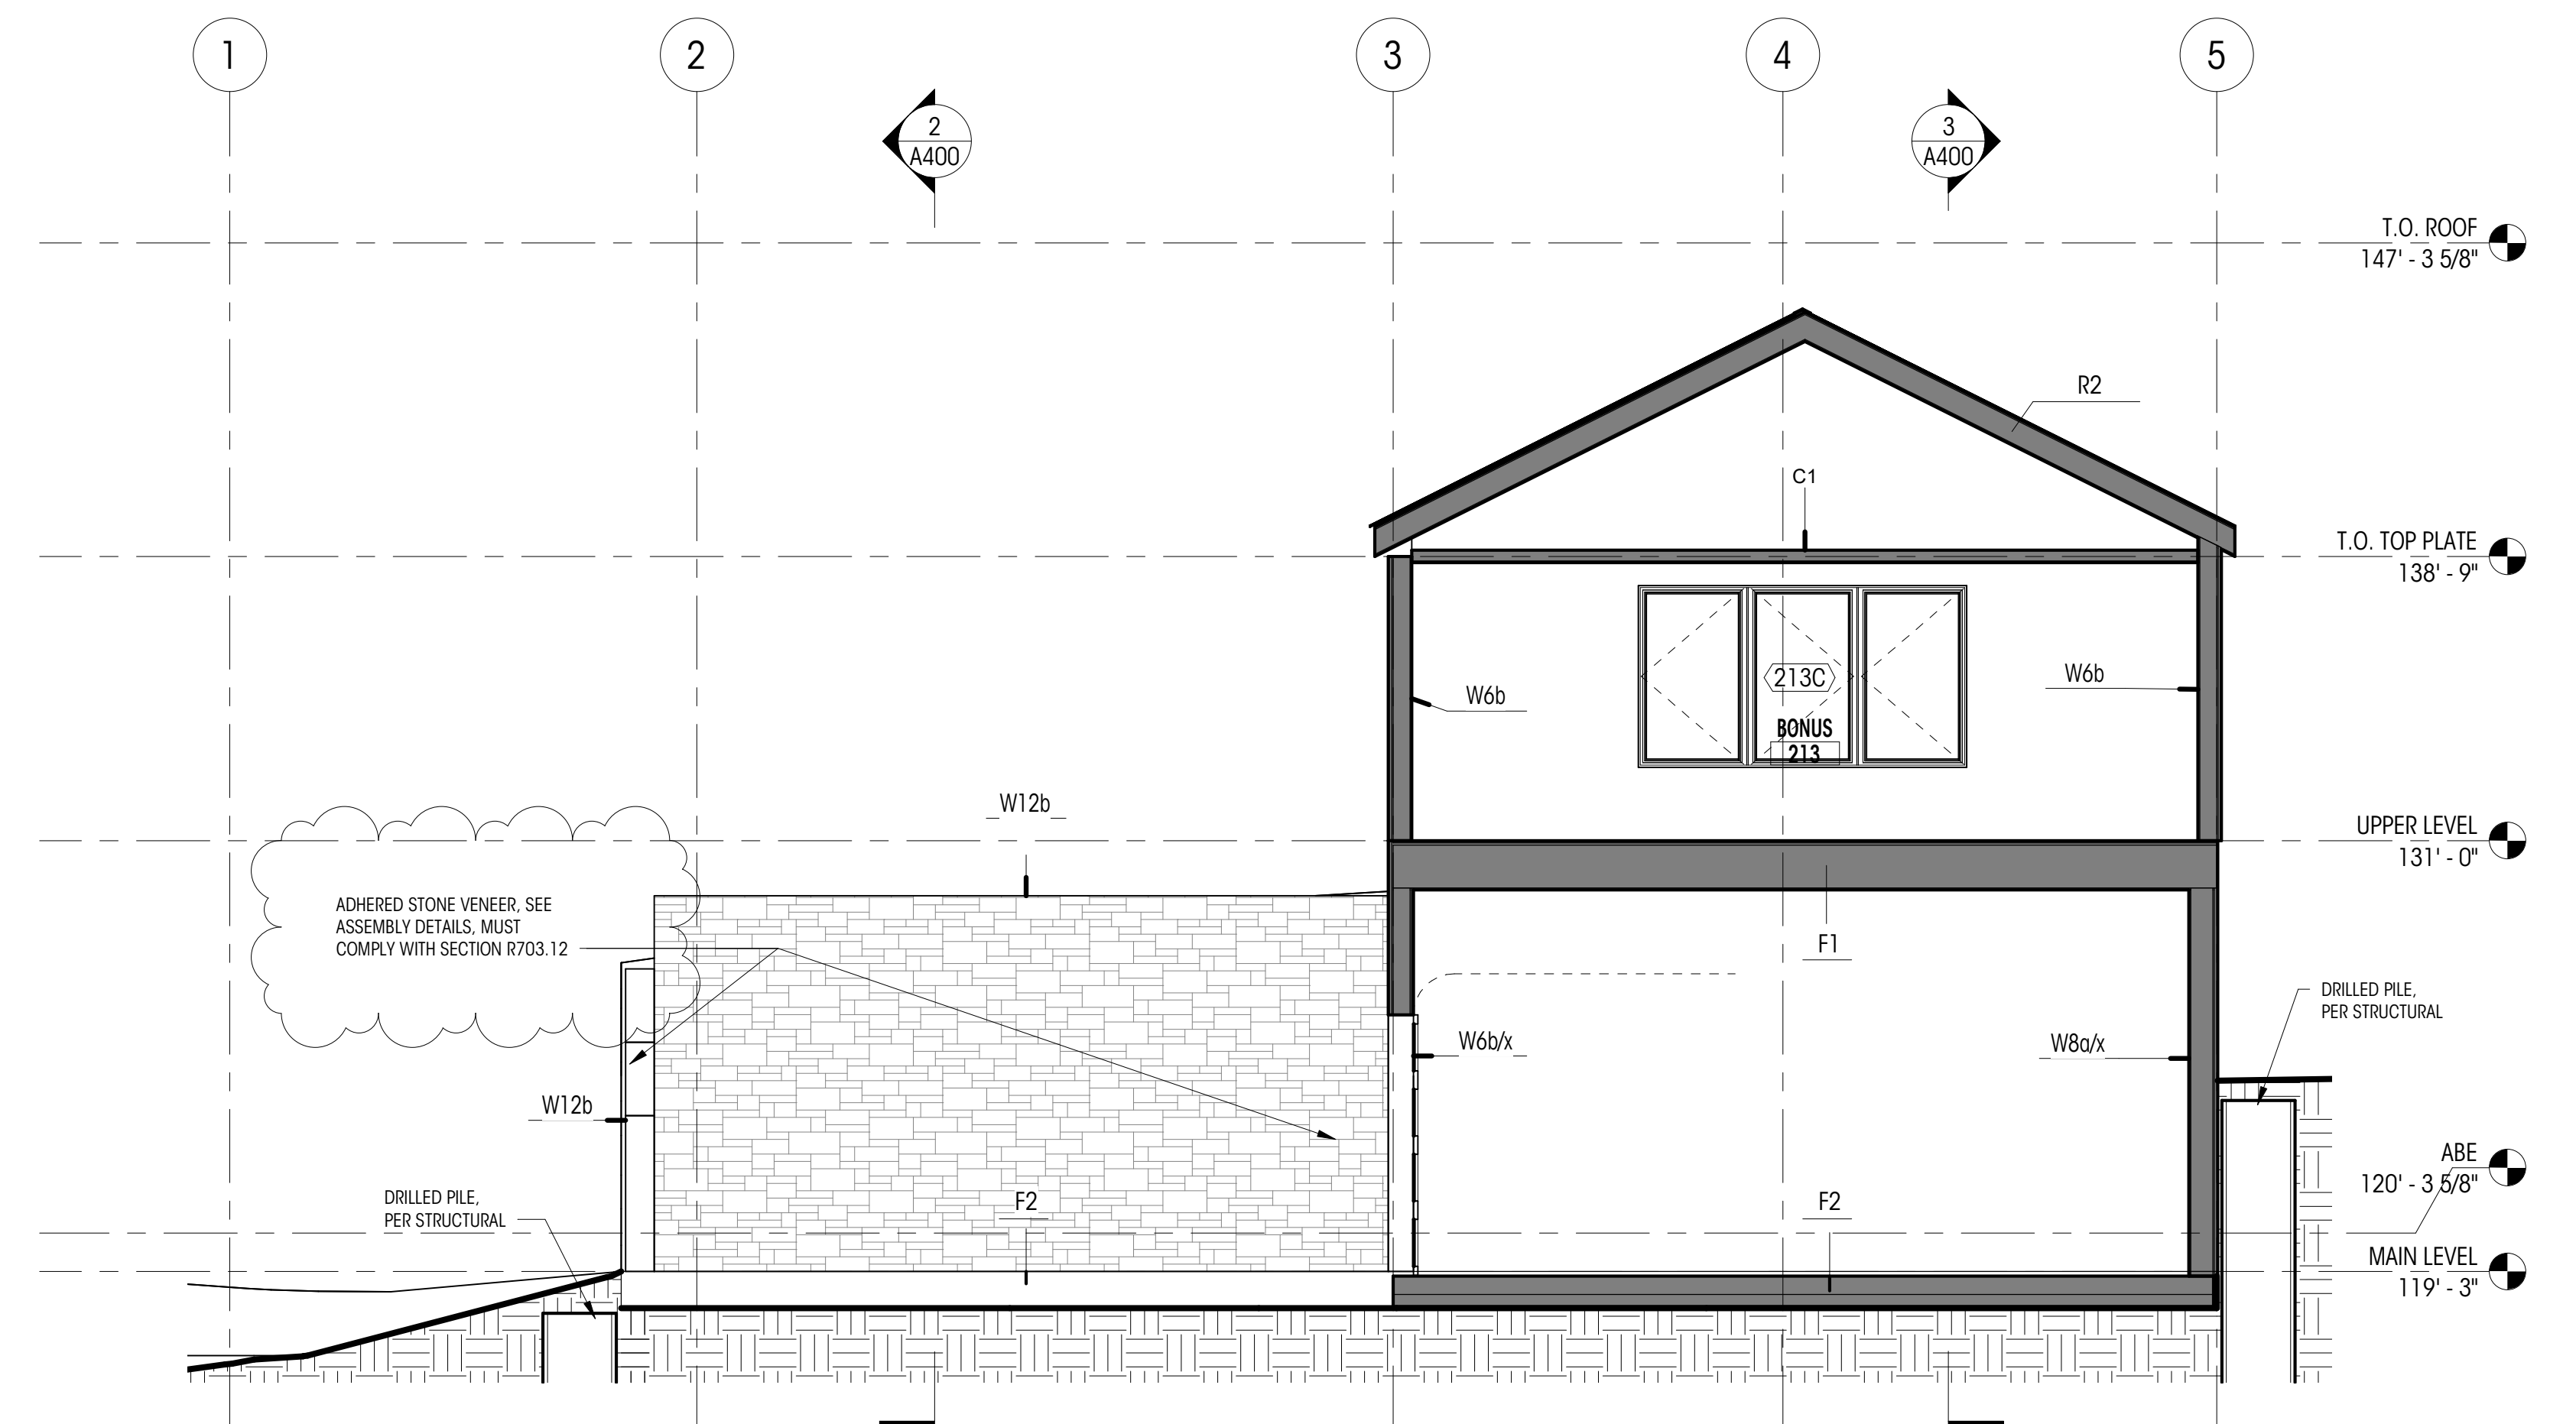 1
2
3
4
5
2
A400
3
A400
T.O. ROOF
147' - 3 5/8"
R2
C1
T.O. TOP PLATE
138' - 9"
213C
W6b
W6b
BONUS
213
W12b
UPPER LEVEL
131' - 0"
ADHERED STONE VENEER, SEE
ASSEMBLY DETAILS, MUST
COMPLY WITH SECTION R703.12
F1
DRILLED PILE,
PER STRUCTURAL
W6b/x
W8a/x
W12b
ABE
120' - 3 5/8"
DRILLED PILE,
PER STRUCTURAL
F2
F2
MAIN LEVEL
119' - 3"